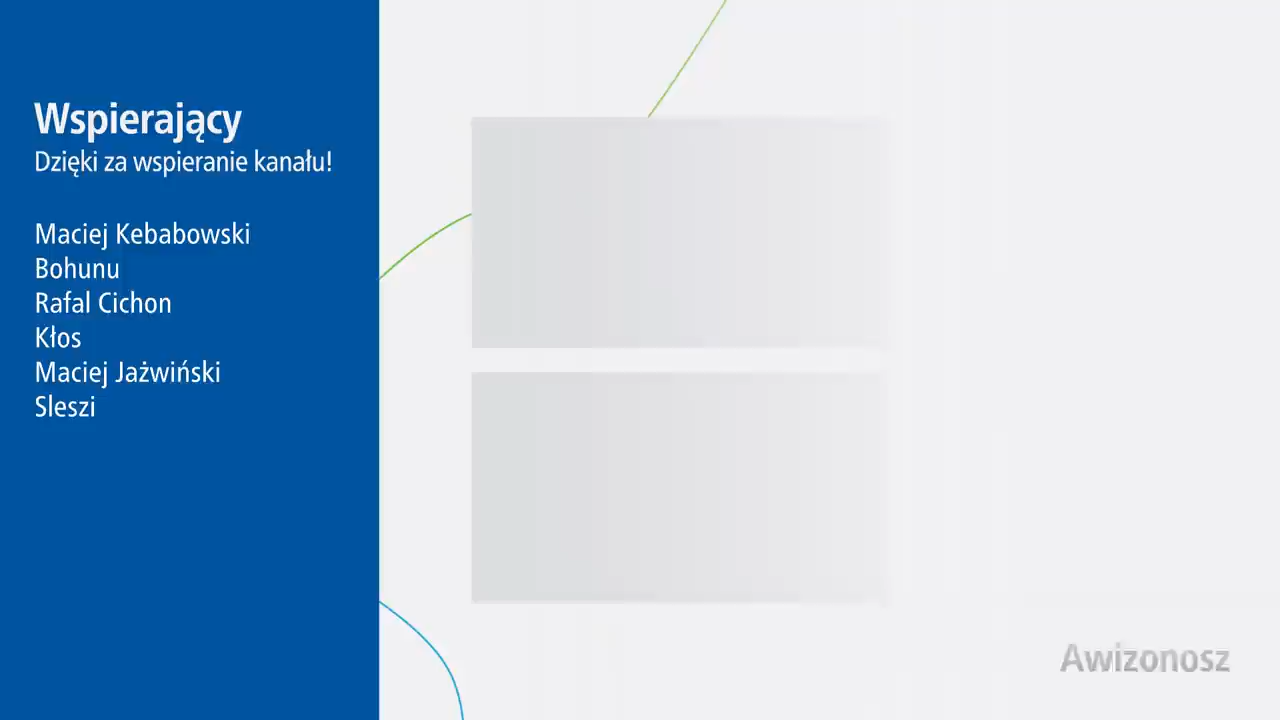 Wspierający
Dzięki za wspieranie kanału!
Maciej Kebabowski
Bohunu
Rafal Cichon
Kłos
Maciej Jażwiński
Sleszi
Awizonosz